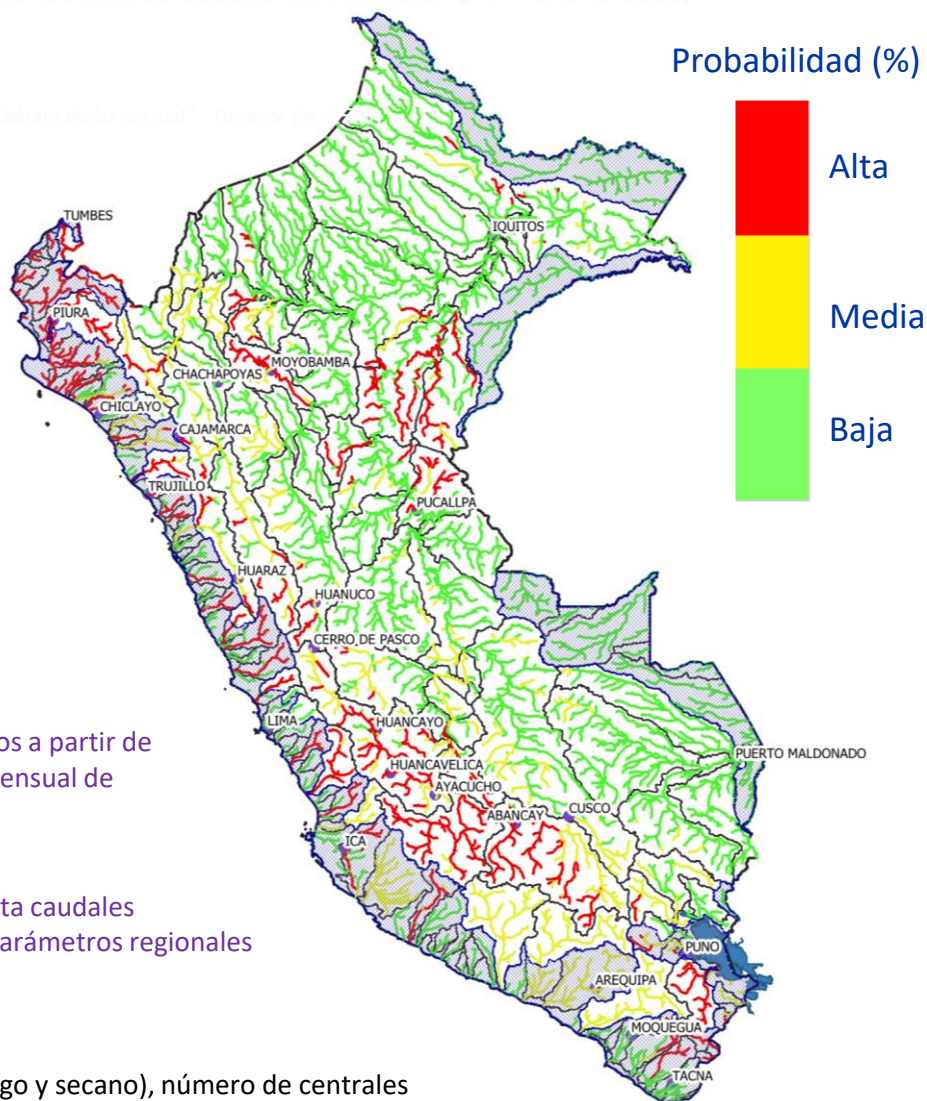 Probabilidad (%)
Alta
Media
Baja
TUMBES
IQUITOS
PIURA
MOYOBAMBA
CHACHAPOYAS
CHICLAYO
CAJAMARCA
TRUJILLO
PUCALLPA
HUARAZ
HUANUCO
CERRO DE PASCO
LIMA
HUANCAYO
os a partir de
PUERTO MALDONADO
HUANCAVELICA
ensual de
AYACUCHO
ABANCAY
CUSCO
ICA
ta caudales
arámetros regionales
PUNO
AREQUIPA
MOQUEGUA
TACNA
go y secano), número de centrales